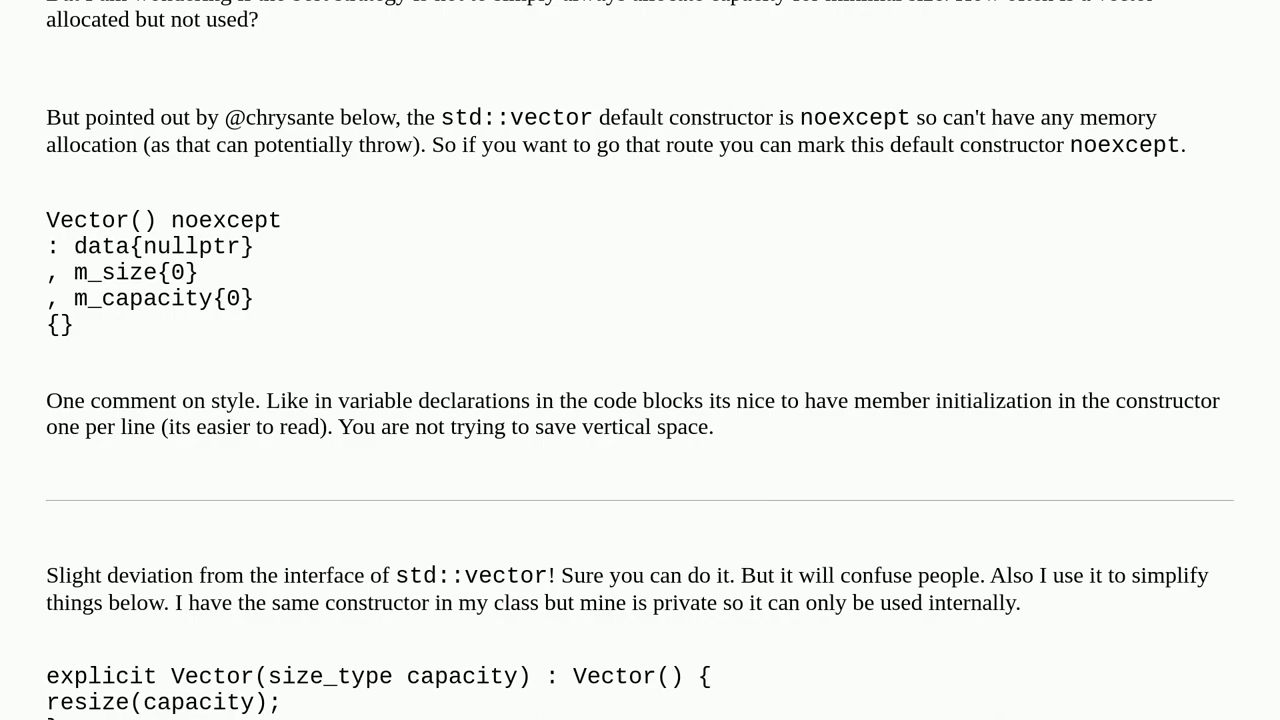 allocated but not used?
But pointed out by @chrysante below, the std::vector default constructor is noexcept so can't have any memory
allocation (as that can potentially throw). So if you want to go that route you can mark this default constructor noexcept.
Vector() noexcept
: data{nullptr}
, m_size{0}
, m_capacity{0}
{}
One comment on style. Like in variable declarations in the code blocks its nice to have member initialization in the constructor
one per line (its easier to read). You are not trying to save vertical space.
Slight deviation from the interface of std::vector! Sure you can do it. But it will confuse people. Also I use it to simplify
things below. I have the same constructor in my class but mine is private so it can only be used internally.
explicit Vector(size_type capacity) : Vector() {
resize(capacity);